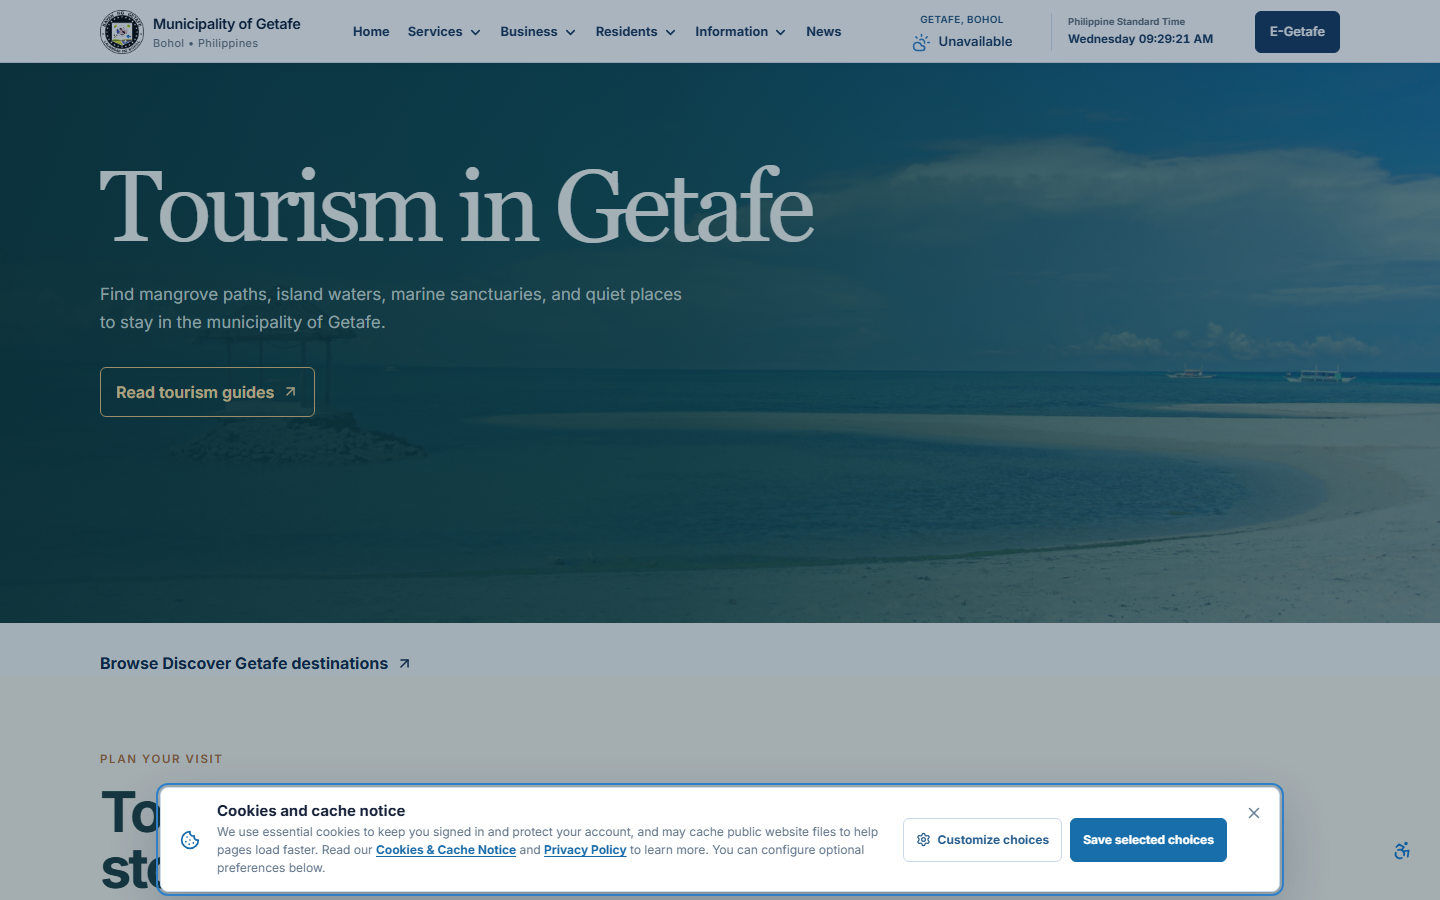 Municipality of Getafe
Bohol • Philippines
Home
Services
Business
Residents
Information
News
GETAFE, BOHOL
Unavailable
Philippine Standard Time
Wednesday 09:29:21 AM
E-Getafe
Tourism in Getafe
Find mangrove paths, island waters, marine sanctuaries, and quiet places
to stay in the municipality of Getafe.
Read tourism guides
Browse Discover Getafe destinations
PLAN YOUR VISIT
Cookies and cache notice
We use essential cookies to keep you signed in and protect your account, and may cache public website files to help
pages load faster. Read our Cookies & Cache Notice and Privacy Policy to learn more. You can configure optional
preferences below.
Customize choices
Save selected choices